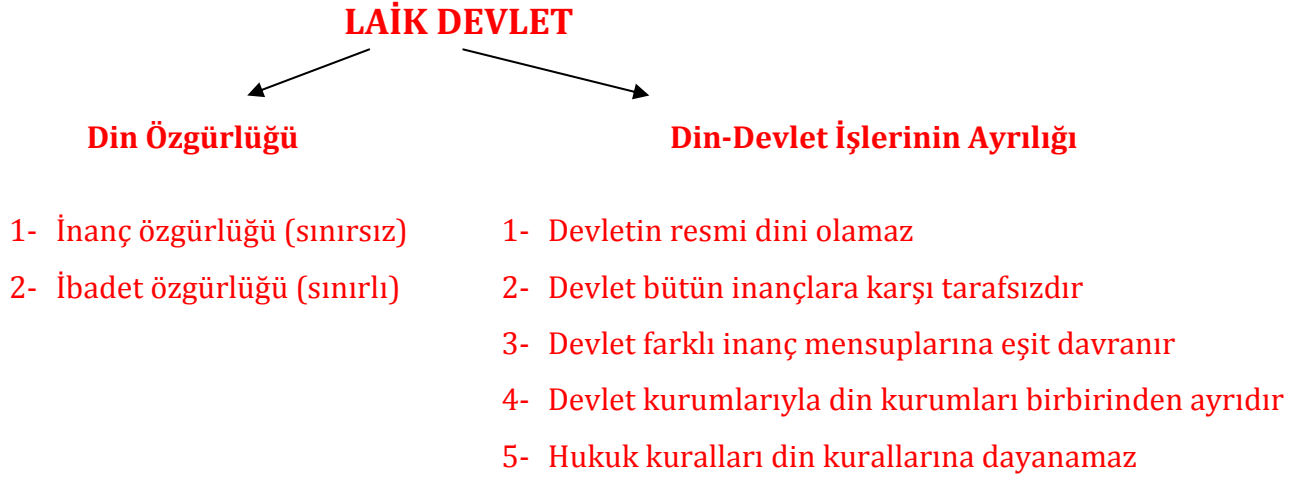 LAİK DEVLET
Din Özgürlüğü
1- İnanç özgürlüğü (sınırsız)
2- İbadet özgürlüğü (sınırlı)
Din-Devlet İşlerinin Ayrılığı
1- Devletin resmi dini olamaz
2- Devlet bütün inançlara karşı tarafsızdır
3- Devlet farklı inanç mensuplarına eşit davranır
4- Devlet kurumlarıyla din kurumları birbirinden ayrıdır
5- Hukuk kuralları din kurallarına dayanamaz